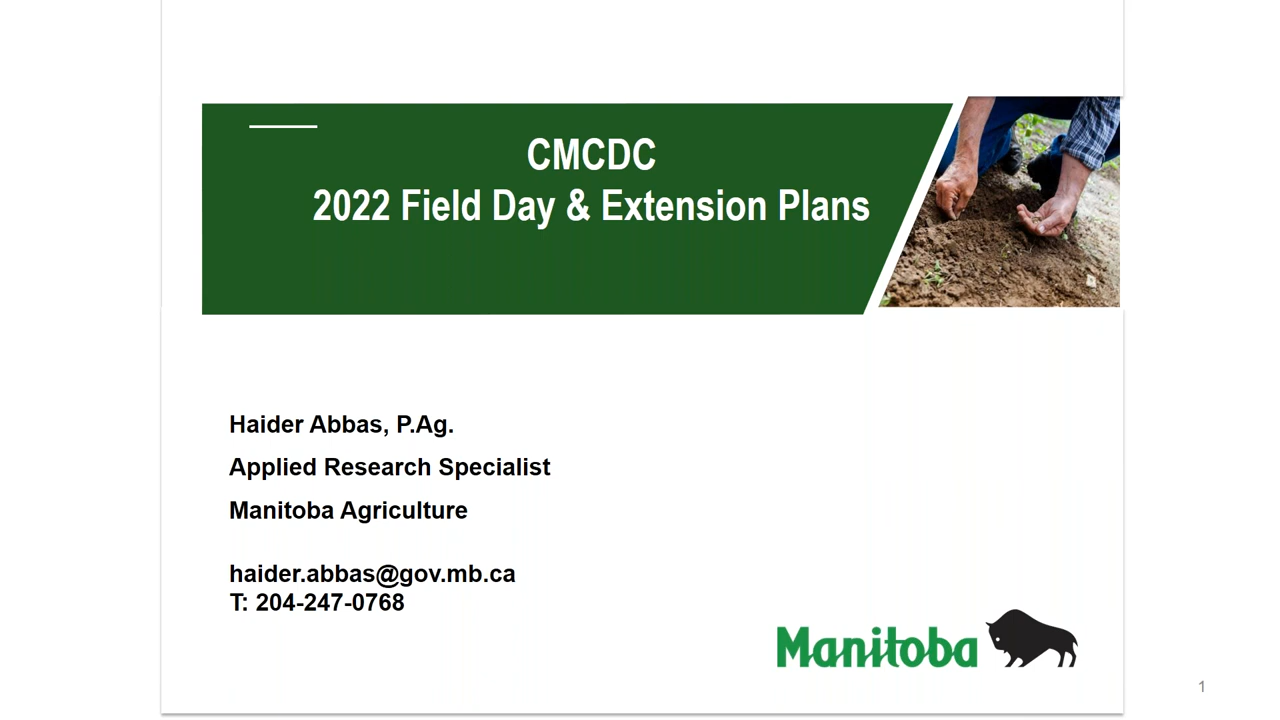 CMCDC
2022 Field Day & Extension Plans
Haider Abbas, P.Ag.
Applied Research Specialist
Manitoba Agriculture
haider.abbas@gov.mb.ca
T: 204-247-0768
Manitoba
1